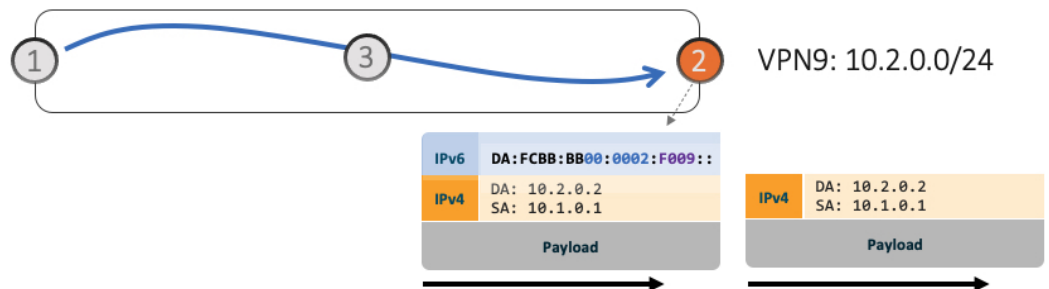 1
3
2
VPN9: 10.2.0.0/24
IPv6 DA:FCBB:BB00:0002:F009::
IPv4 DA: 10.2.0.2
SA: 10.1.0.1
Payload
IPv4 DA: 10.2.0.2
SA: 10.1.0.1
Payload